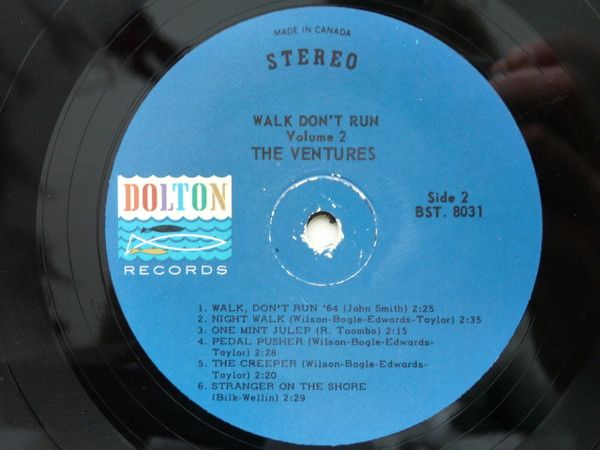 MADE IN CANADA
STEREO
WALK DON'T RUN
Volume 2
THE VENTURES
DOLTON
RECORDS
Side 2
BST. 8031
1. WALK, DON'T RUN '64 (John Smith) 2:25
2. NIGHT WALK (Wilson-Bogle-Edwards-Taylor) 2:35
3. ONE MINT JULEP (R. Toombs) 2:15
4. PEDAL PUSHER (Wilson-Bogle-Edwards-
Taylor) 2:28
5. THE CREEPER (Wilson-Bogle-Edwards-
Taylor) 2:20
6. STRANGER ON THE SHORE
(Bilk-Wellin) 2:29